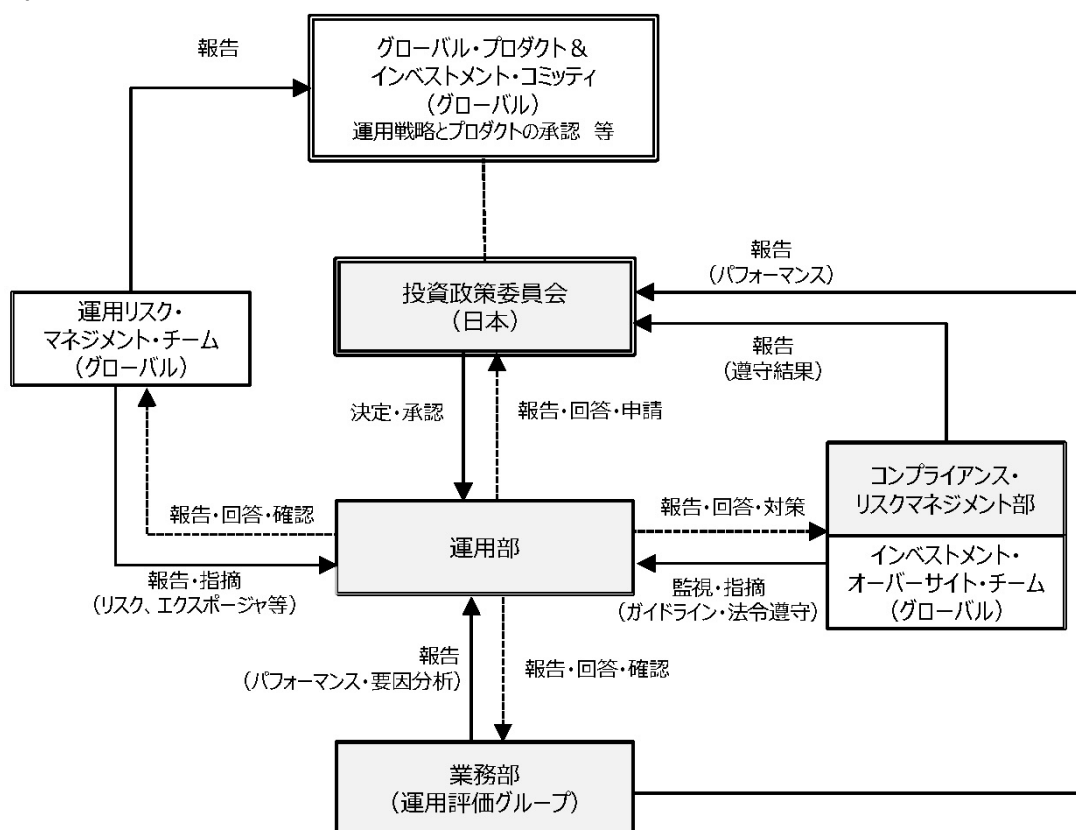 報告
グローバル・プロダクト&
インベストメント・コミッティ
(グローバル)
運用戦略とプロダクトの承認 等
報告
(パフォーマンス)
投資政策委員会
(日本)
運用リスク・
マネジメント・チーム
(グローバル)
報告
(遵守結果)
決定・承認
報告・回答・申請
コンプライアンス・
リスクマネジメント部
報告・回答・確認
報告・回答・対策
運用部
インベストメント・
オーバーサイト・チーム
(グローバル)
報告・指摘
(リスク、エクスポージャ等)
監視・指摘
(ガイドライン・法令遵守)
報告
(パフォーマンス・要因分析)
報告・回答・確認
業務部
(運用評価グループ)